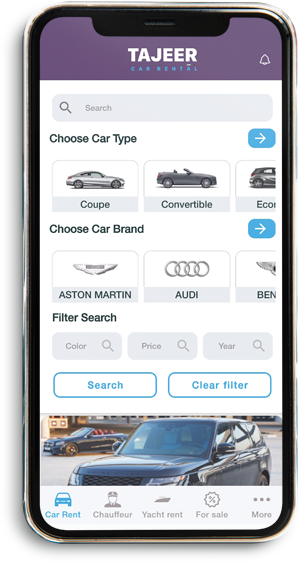 TAJEER
CAR RENTAL
Search
Choose Car Type
Coupe
Convertible
Econ
Choose Car Brand
ASTON MARTIN
AUDI
BEN
Filter Search
Color
Price
Year
Search
Clear filter
Car Rent
Chauffeur
Yacht rent
For sale
More